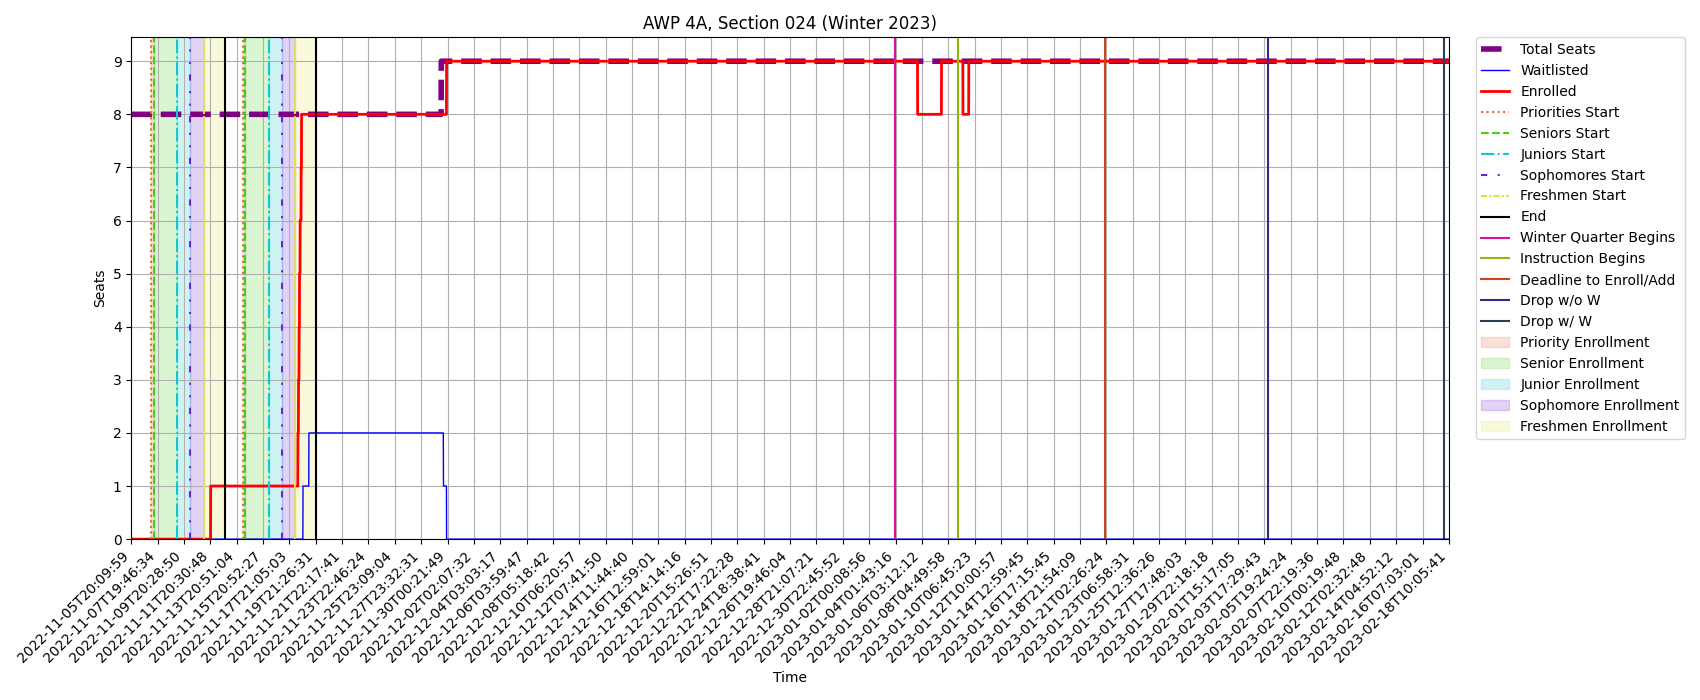 AWP 4A, Section 024 (Winter 2023)
Seats
9
8
7
6
5
4
3
2
1
0
2022-11-05T20:09:59
2022-11-07T19:46:34
2022-11-09T20:28:50
2022-11-11T20:30:48
2022-11-13T20:51:04
2022-11-15T20:52:27
2022-11-17T21:05:03
2022-11-19T21:26:31
2022-11-21T22:17:41
2022-11-23T22:46:24
2022-11-25T23:09:04
2022-11-27T23:32:31
2022-11-30T00:21:49
2022-12-02T02:07:32
2022-12-04T03:03:17
2022-12-06T03:59:47
2022-12-08T05:18:42
2022-12-10T06:20:57
2022-12-12T07:41:50
2022-12-14T11:44:40
2022-12-16T12:59:01
2022-12-18T14:14:16
2022-12-20T15:26:51
2022-12-22T17:22:28
2022-12-24T18:38:41
2022-12-26T19:46:04
2022-12-28T21:07:21
2022-12-30T22:45:52
2023-01-02T00:08:56
2023-01-04T01:43:16
2023-01-06T03:12:12
2023-01-08T04:49:58
2023-01-10T06:45:23
2023-01-12T10:00:57
2023-01-14T12:59:45
2023-01-16T17:15:45
2023-01-18T21:54:09
2023-01-21T02:26:24
2023-01-23T06:58:31
2023-01-25T12:36:26
2023-01-27T17:48:03
2023-01-29T22:18:18
2023-02-01T15:17:05
2023-02-03T17:29:43
2023-02-05T19:24:24
2023-02-07T22:19:36
2023-02-10T00:19:48
2023-02-12T02:32:48
2023-02-14T04:52:12
2023-02-16T07:03:01
2023-02-18T10:05:41
Time
Total Seats
Waitlisted
Enrolled
Priorities Start
Seniors Start
Juniors Start
Sophomores Start
Freshmen Start
End
Winter Quarter Begins
Instruction Begins
Deadline to Enroll/Add
Drop w/o W
Drop w/ W
Priority Enrollment
Senior Enrollment
Junior Enrollment
Sophomore Enrollment
Freshmen Enrollment